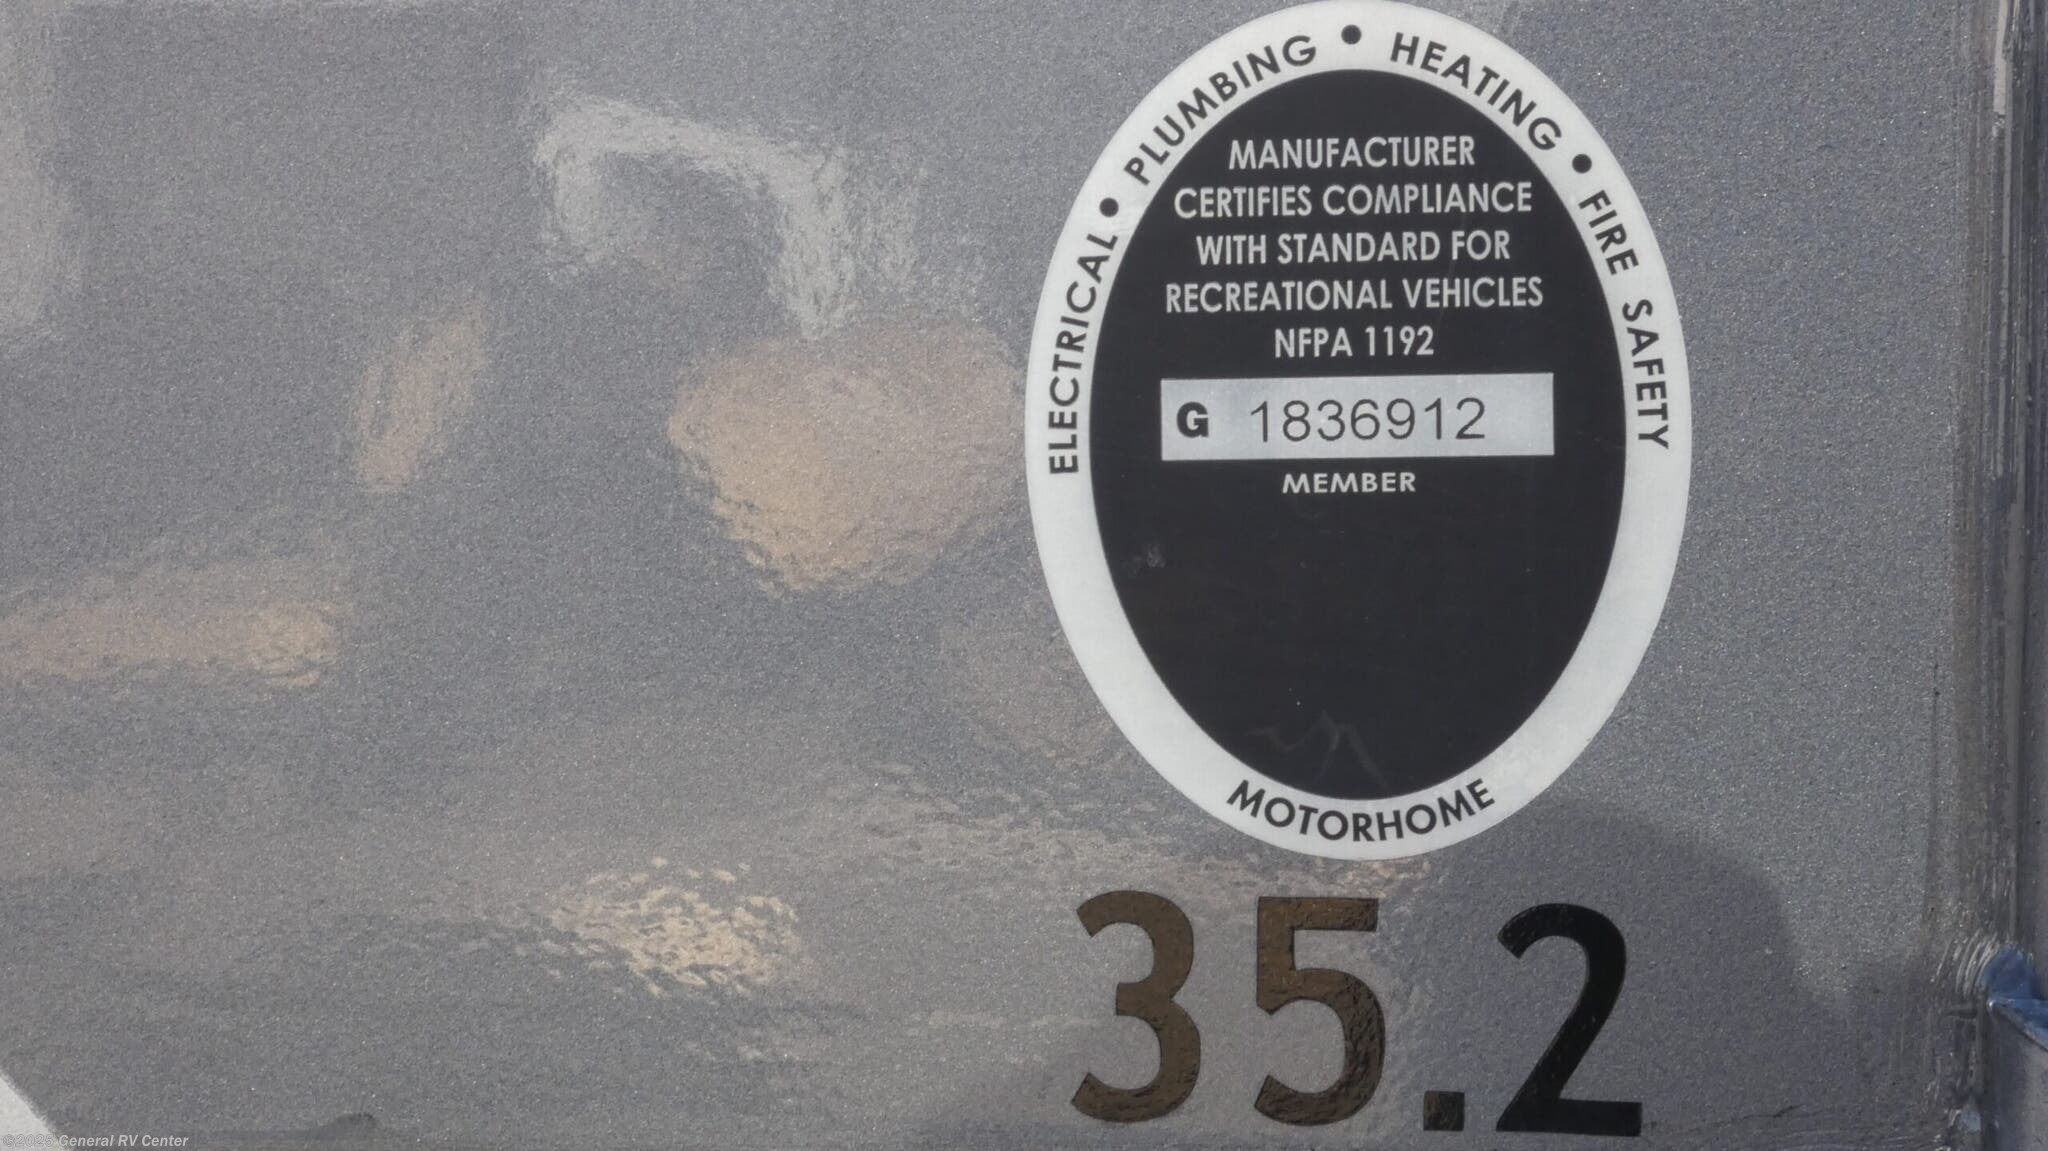 ELECTRICAL • PLUMBING • HEATING • FIRE SAFETY
MANUFACTURER
CERTIFIES COMPLIANCE
WITH STANDARD FOR
RECREATIONAL VEHICLES
NFPA 1192
G 1836912
MEMBER
MOTORHOME
35.2
General RV Center